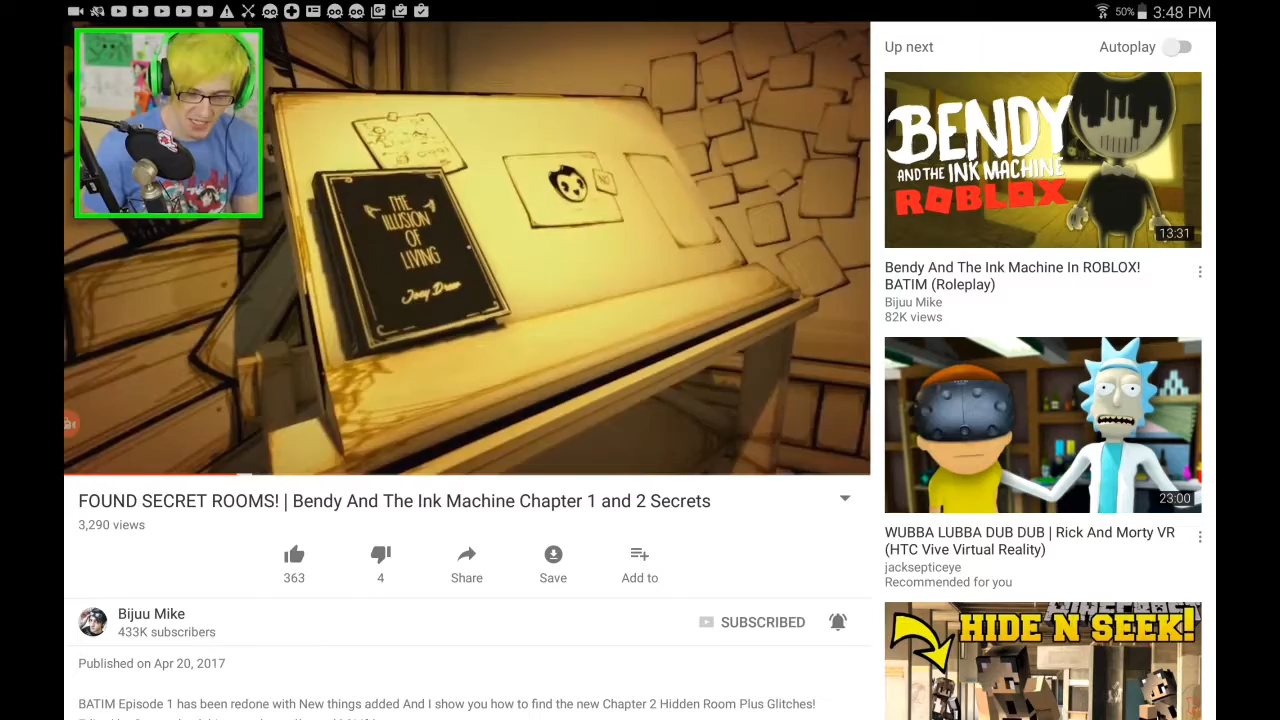 50% 3:48 PM
THE
ILLUSION
OF
LIVING
Joey Drew
Up next
Autoplay
BENDY
AND THE INK MACHINE
ROBLOX
13:31
Bendy And The Ink Machine In ROBLOX!
BATIM (Roleplay)
Bijuu Mike
82K views
23:00
WUBBA LUBBA DUB DUB | Rick And Morty VR
(HTC Vive Virtual Reality)
jacksepticeye
Recommended for you
HIDE N SEEK!
FOUND SECRET ROOMS! | Bendy And The Ink Machine Chapter 1 and 2 Secrets
3,290 views
363
4
Share
Save
Add to
Bijuu Mike
433K subscribers
SUBSCRIBED
Published on Apr 20, 2017
BATIM Episode 1 has been redone with New things added And I show you how to find the new Chapter 2 Hidden Room Plus Glitches!